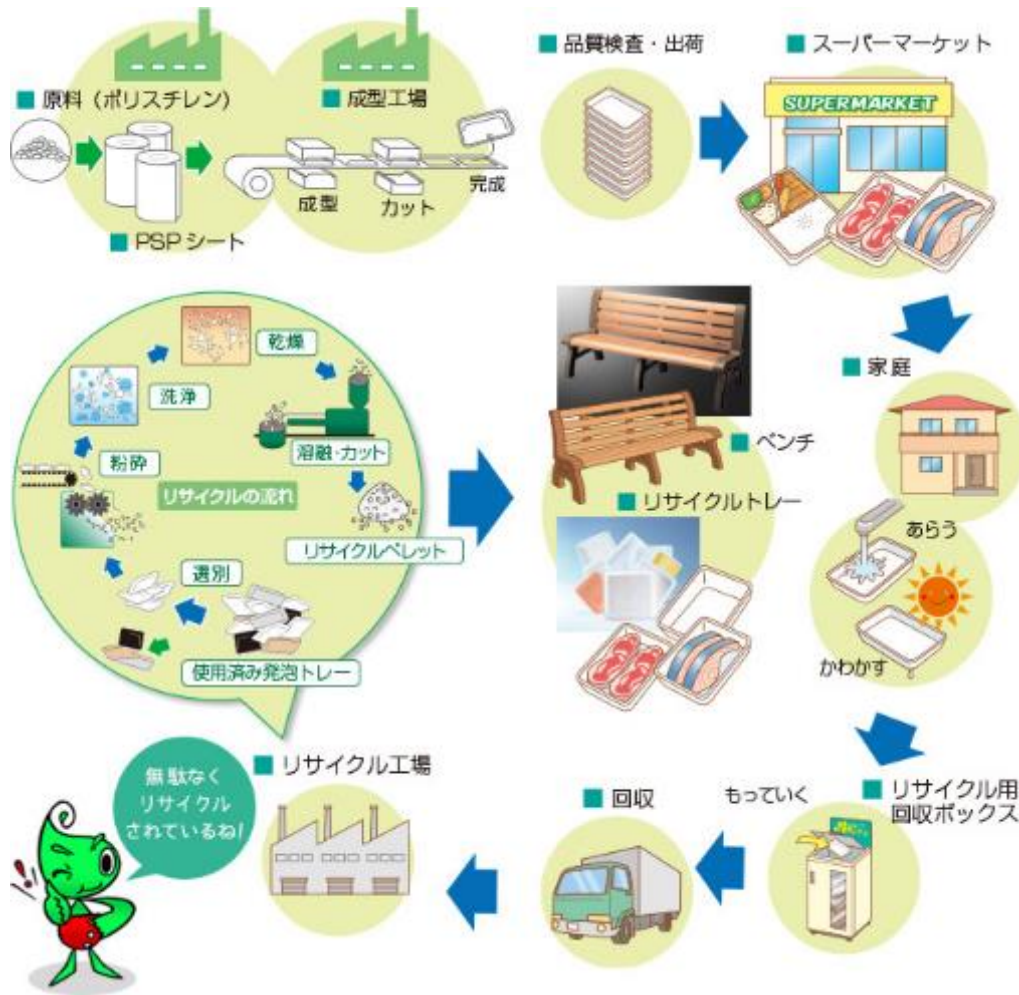 ■ 原料(ポリスチレン)
■ 成型工場
成型
カット
完成
■ PSPシート
■ 品質検査・出荷
■ スーパーマーケット
SUPERMARKET
■ 家庭
あらう
かわかす
■ リサイクル用
回収ボックス
もっていく
■ 回収
■ リサイクル工場
リサイクルの流れ
使用済み発泡トレー
選別
粉砕
洗浄
乾燥
溶融・カット
リサイクルペレット
■ ベンチ
■ リサイクルトレー
無駄なく
リサイクル
されているね!